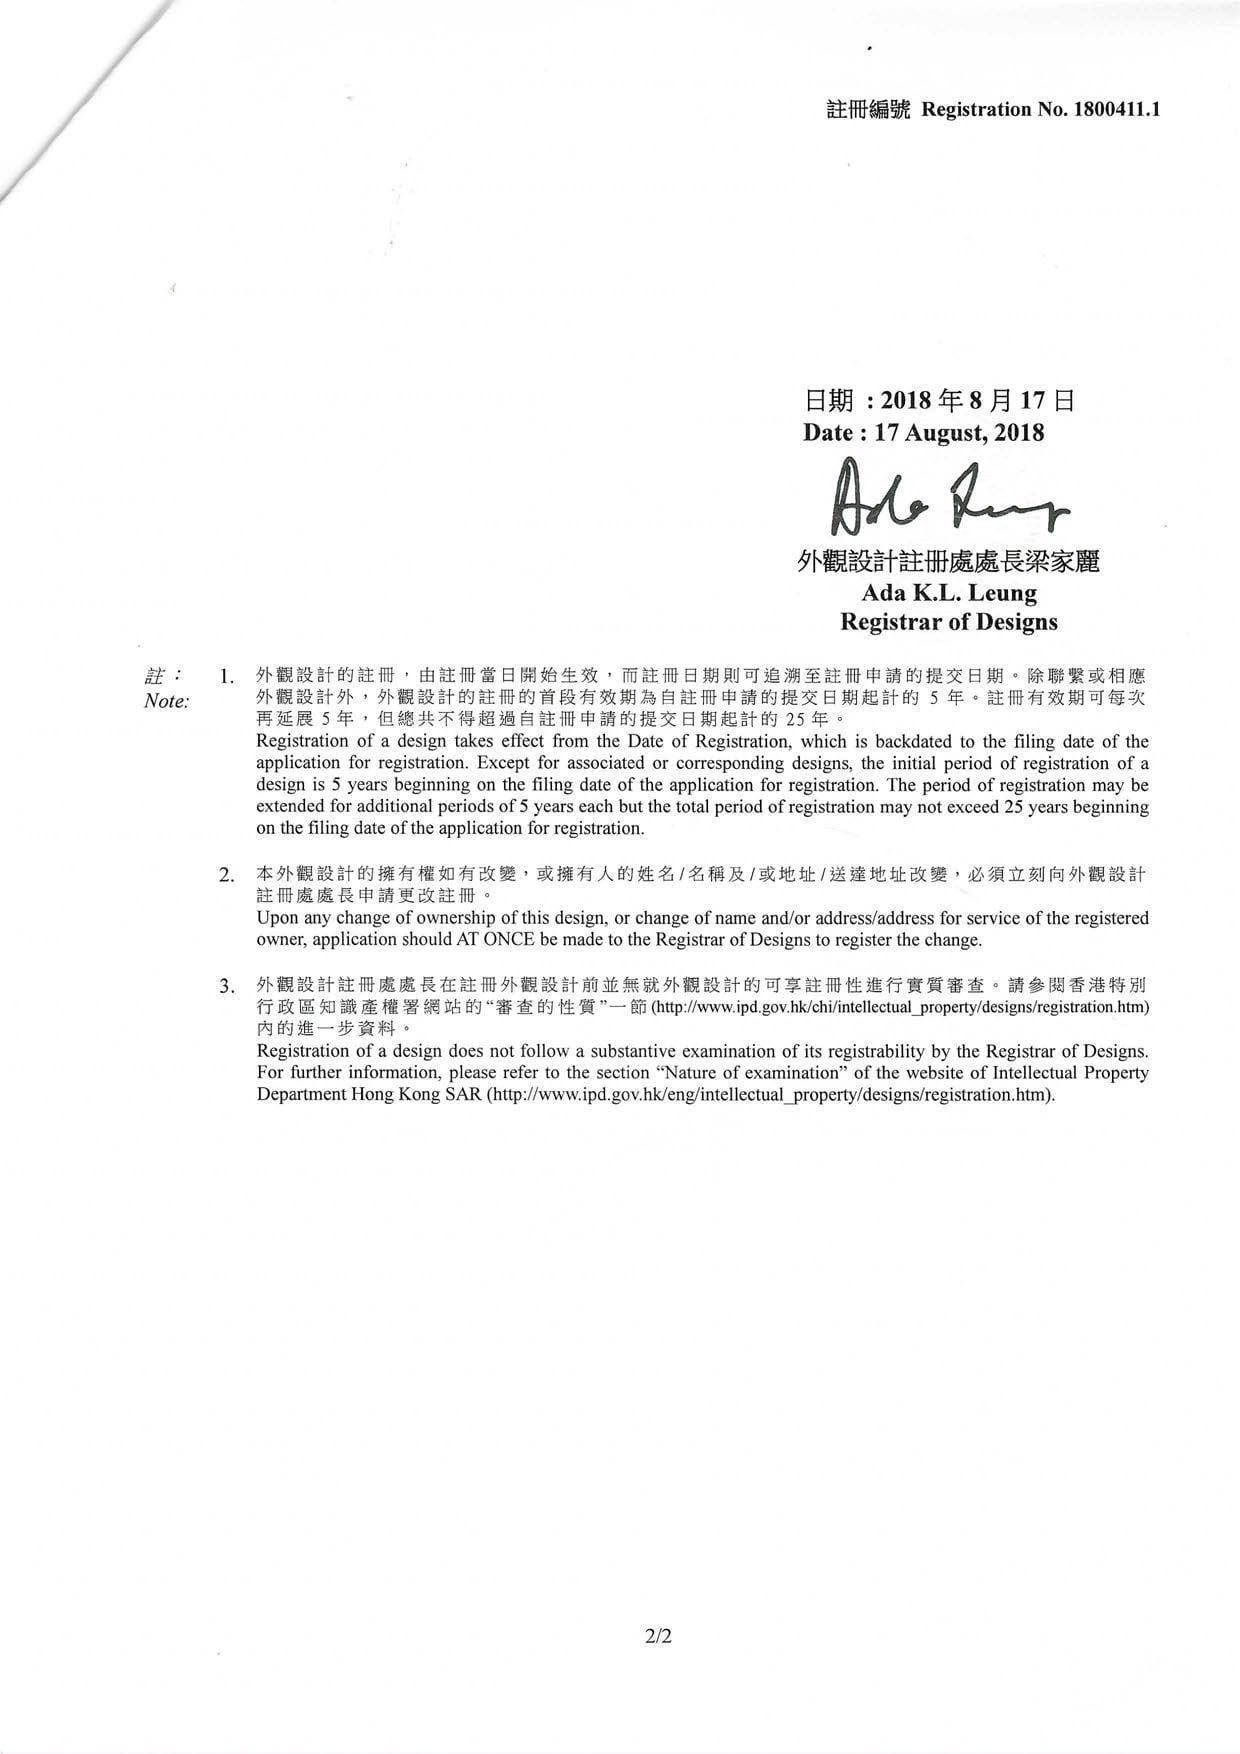 註冊編號 Registration No. 1800411.1
日期 : 2018 年 8 月 17 日
Date : 17 August, 2018
Ada Leung
外觀設計註冊處處長梁家麗
Ada K.L. Leung
Registrar of Designs
註：
Note:
1. 外觀設計的註冊，由註冊當日開始生效，而註冊日期則可追溯至註冊申請的提交日期。除聯繫或相應
外觀設計外，外觀設計的註冊的首段有效期為自註冊申請的提交日期起計的 5 年。註冊有效期可每次
再延展 5 年，但總共不得超過自註冊申請的提交日期起計的 25 年。
Registration of a design takes effect from the Date of Registration, which is backdated to the filing date of the
application for registration. Except for associated or corresponding designs, the initial period of registration of a
design is 5 years beginning on the filing date of the application for registration. The period of registration may be
extended for additional periods of 5 years each but the total period of registration may not exceed 25 years beginning
on the filing date of the application for registration.
2. 本外觀設計的擁有權如有改變，或擁有人的姓名/名稱及/或地址/送達地址改變，必須立刻向外觀設計
註冊處處長申請更改註冊。
Upon any change of ownership of this design, or change of name and/or address/address for service of the registered
owner, application should AT ONCE be made to the Registrar of Designs to register the change.
3. 外觀設計註冊處處長在註冊外觀設計前並無就外觀設計的可享註冊性進行實質審查。請參閱香港特別
行政區知識產權署網站的“審查的性質”一節 (http://www.ipd.gov.hk/chi/intellectual_property/designs/registration.htm)
內的進一步資料。
Registration of a design does not follow a substantive examination of its registrability by the Registrar of Designs.
For further information, please refer to the section “Nature of examination” of the website of Intellectual Property
Department Hong Kong SAR (http://www.ipd.gov.hk/eng/intellectual_property/designs/registration.htm).
2/2